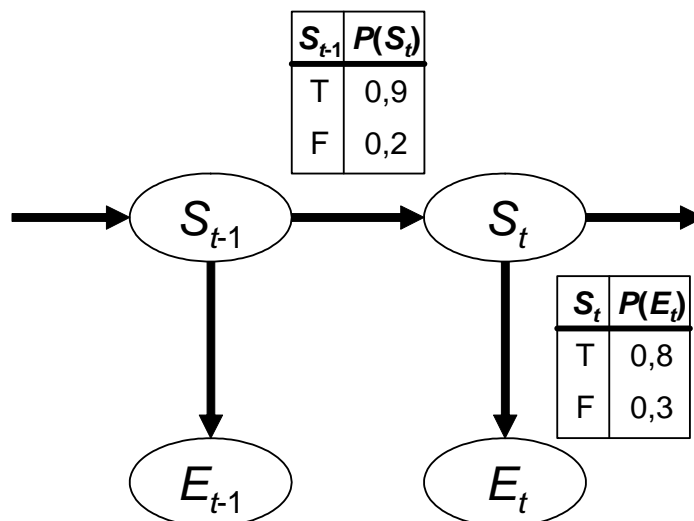 S_{t-1} P(S_t)
T 0,9
F 0,2
S_{t-1} S_t
S_t P(E_t)
T 0,8
F 0,3
E_{t-1} E_t